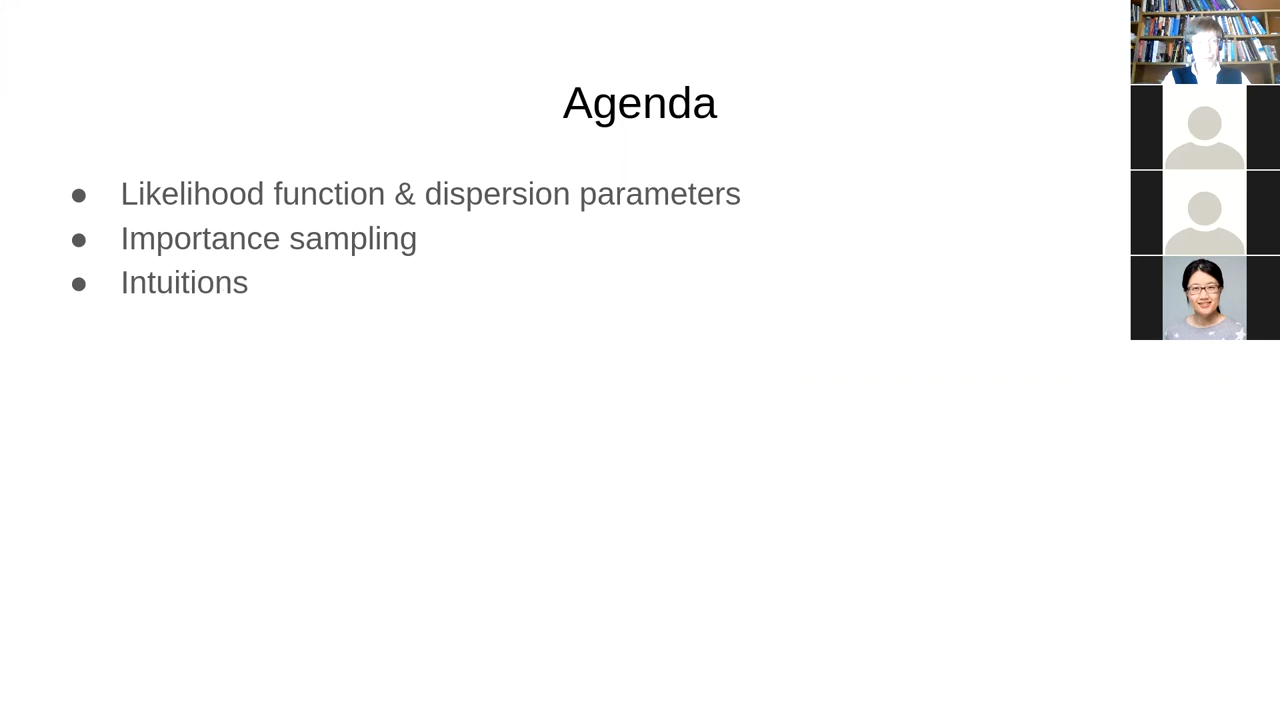 Agenda
● Likelihood function & dispersion parameters
● Importance sampling
● Intuitions